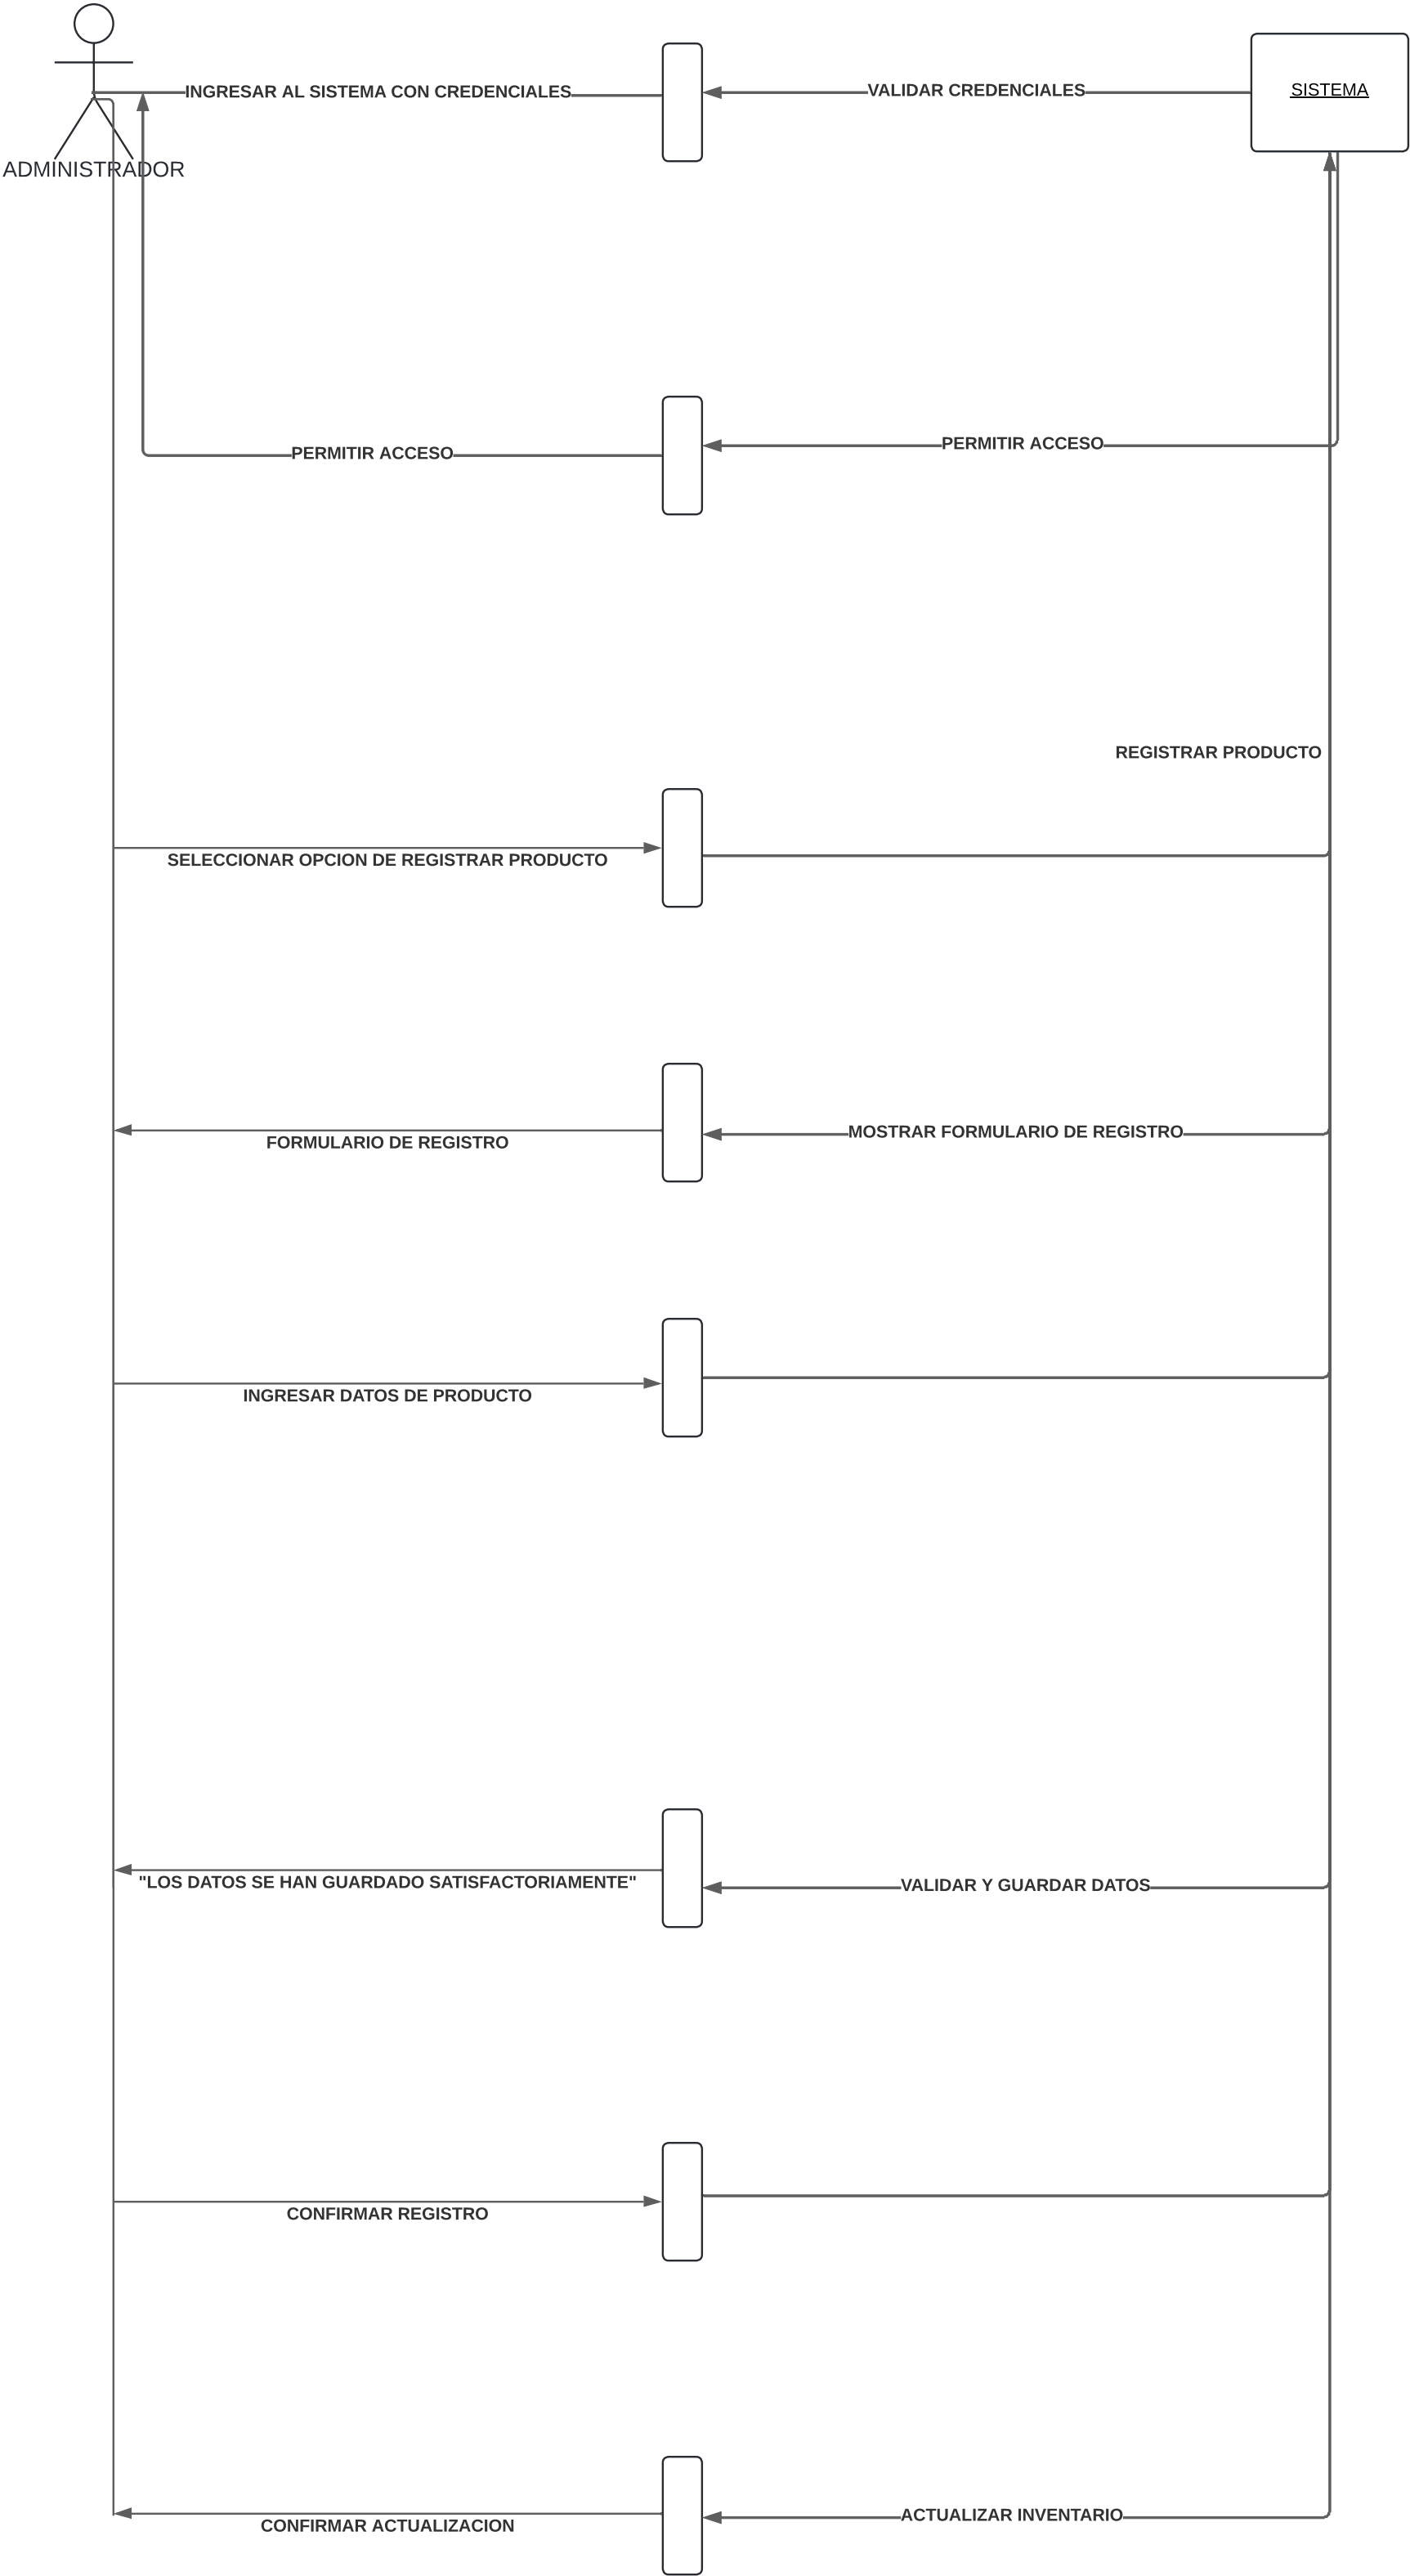 ADMINISTRADOR
INGRESAR AL SISTEMA CON CREDENCIALES
VALIDAR CREDENCIALES
SISTEMA
PERMITIR ACCESO
PERMITIR ACCESO
REGISTRAR PRODUCTO
SELECCIONAR OPCION DE REGISTRAR PRODUCTO
FORMULARIO DE REGISTRO
MOSTRAR FORMULARIO DE REGISTRO
INGRESAR DATOS DE PRODUCTO
"LOS DATOS SE HAN GUARDADO SATISFACTORIAMENTE"
VALIDAR Y GUARDAR DATOS
CONFIRMAR REGISTRO
CONFIRMAR ACTUALIZACION
ACTUALIZAR INVENTARIO